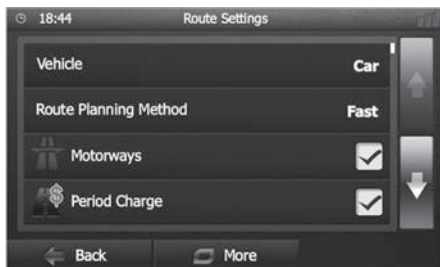 18:44 Route Settings
Vehicle Car
Route Planning Method Fast
Motorways
Period Charge
Back More